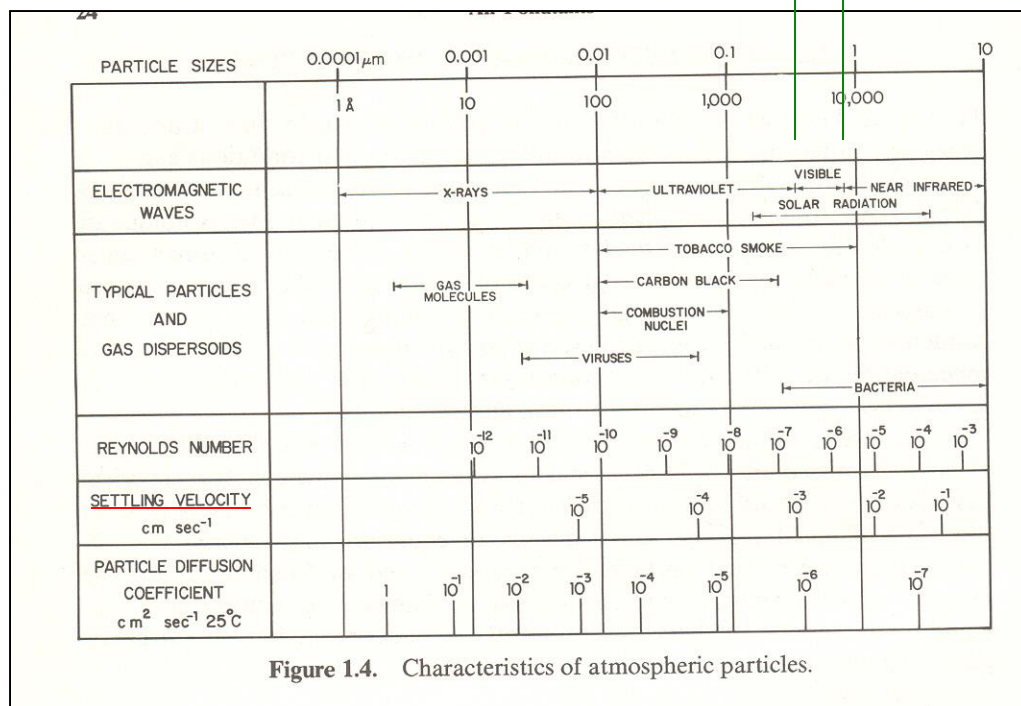 24
PARTICLE SIZES 0.0001 μm 0.001 0.01 0.1 1 10
1 Å 10 100 1,000 10,000
ELECTROMAGNETIC
WAVES
X-RAYS ULTRAVIOLET VISIBLE NEAR INFRARED
SOLAR RADIATION
TYPICAL PARTICLES
AND
GAS DISPERSOIDS
TOBACCO SMOKE
GAS
MOLECULES
CARBON BLACK
COMBUSTION
NUCLEI
VIRUSES
BACTERIA
REYNOLDS NUMBER 10⁻¹² 10⁻¹¹ 10⁻¹⁰ 10⁻⁹ 10⁻⁸ 10⁻⁷ 10⁻⁶ 10⁻⁵ 10⁻⁴ 10⁻³
SETTLING VELOCITY
cm sec⁻¹
10⁻⁵ 10⁻⁴ 10⁻³ 10⁻² 10⁻¹
PARTICLE DIFFUSION
COEFFICIENT
cm² sec⁻¹ 25°C
1 10⁻¹ 10⁻² 10⁻³ 10⁻⁴ 10⁻⁵ 10⁻⁶ 10⁻⁷
Figure 1.4. Characteristics of atmospheric particles.